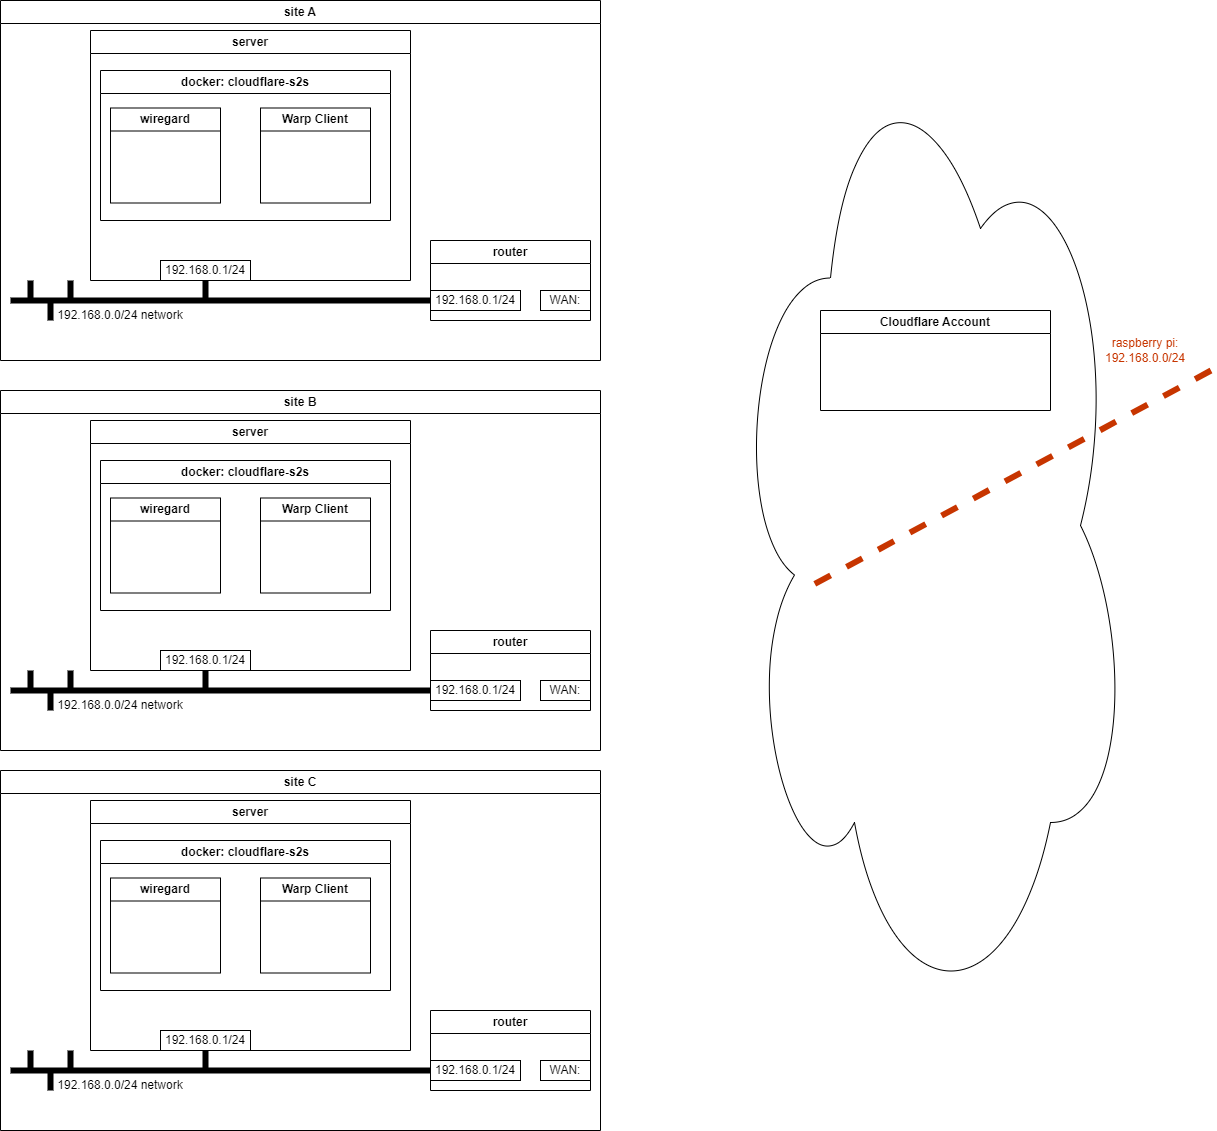 site A
server
docker: cloudflare-s2s
wiregard
Warp Client
192.168.0.1/24
router
192.168.0.1/24
WAN:
192.168.0.0/24 network
site B
server
docker: cloudflare-s2s
wiregard
Warp Client
192.168.0.1/24
router
192.168.0.1/24
WAN:
192.168.0.0/24 network
site C
server
docker: cloudflare-s2s
wiregard
Warp Client
192.168.0.1/24
router
192.168.0.1/24
WAN:
192.168.0.0/24 network
Cloudflare Account
raspberry pi:
192.168.0.0/24